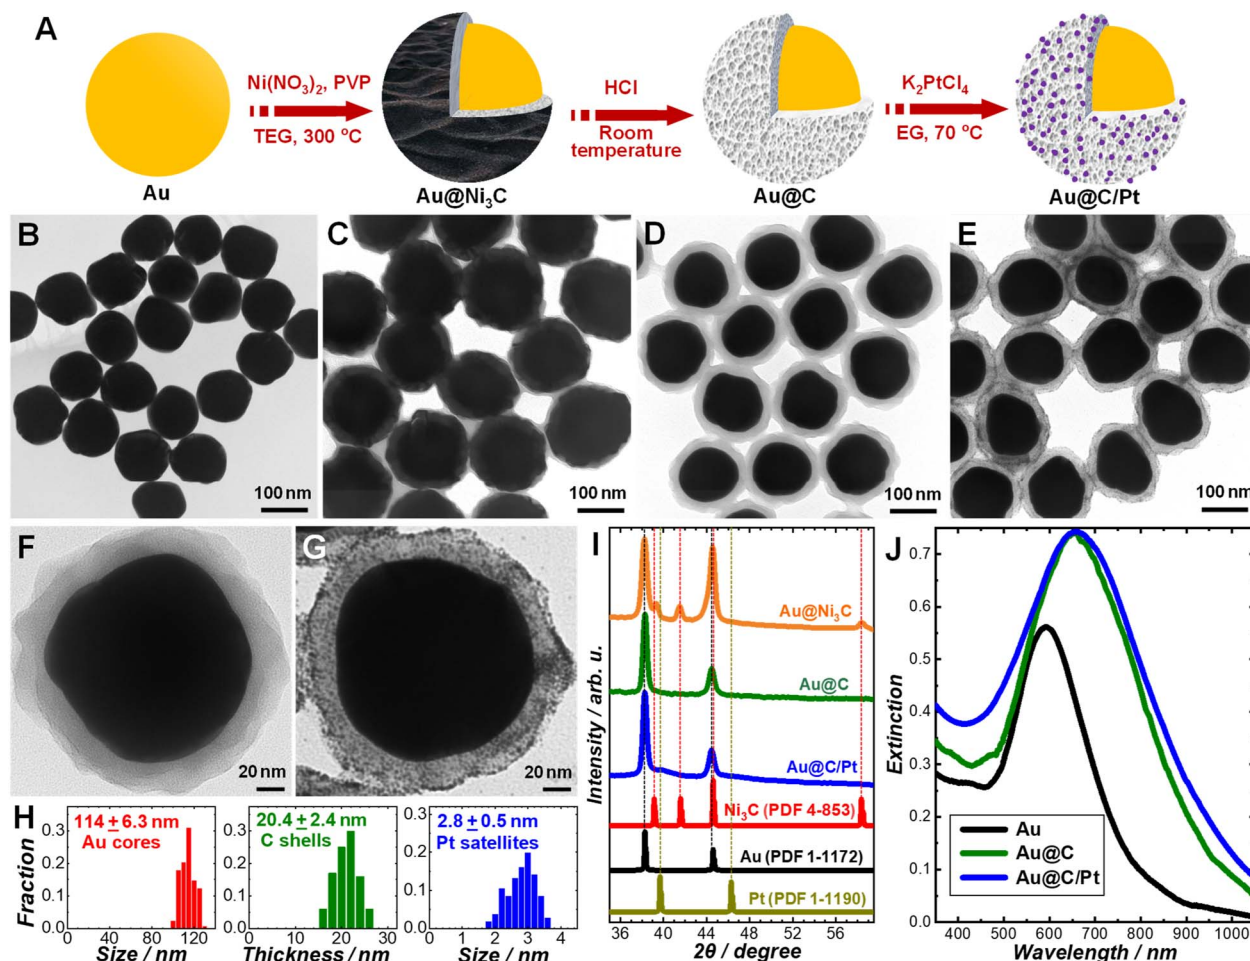 A
Ni(NO₃)₂, PVP
TEG, 300 °C
HCl
Room
temperature
K₂PtCl₄
EG, 70 °C
Au
Au@Ni₃C
Au@C
Au@C/Pt
B
100 nm
C
100 nm
D
100 nm
E
100 nm
F
20 nm
G
20 nm
H
114 ± 6.3 nm
Au cores
Fraction
0.3
0.2
0.1
0.0
0 40 80 120
Size / nm
20.4 ± 2.4 nm
C shells
0.3
0.2
0.1
0.0
0 10 20 30
Thickness / nm
2.8 ± 0.5 nm
Pt satellites
0.3
0.2
0.1
0.0
0 1 2 3 4
Size / nm
I
Intensity / arb. u.
Au@Ni₃C
Au@C
Au@C/Pt
Ni₃C (PDF 4-853)
Au (PDF 1-1172)
Pt (PDF 1-1190)
36 40 44 48 52 56
2θ / degree
J
Extinction
0.7
0.6
0.5
0.4
0.3
0.2
0.1
0.0
Au
Au@C
Au@C/Pt
400 500 600 700 800 900 1000
Wavelength / nm